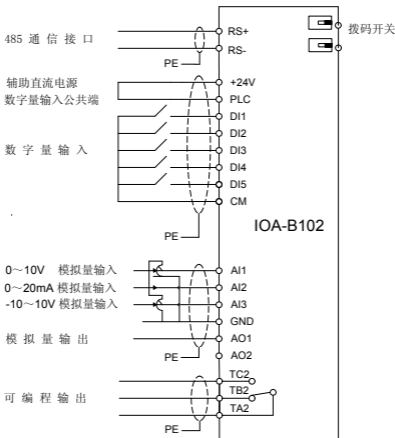 485 通 信 接 口
RS+
RS-
PE
拨码开关
辅助直流电源
数字量输入公共端
+24V
PLC
数 字 量 输 入
DI1
DI2
DI3
DI4
DI5
CM
PE
IOA-B102
0～10V 模拟量输入
0～20mA 模拟量输入
-10～10V 模拟量输入
AI1
AI2
AI3
GND
模 拟 量 输 出
AO1
AO2
PE
可 编 程 输 出
TC2
TB2
TA2
PE